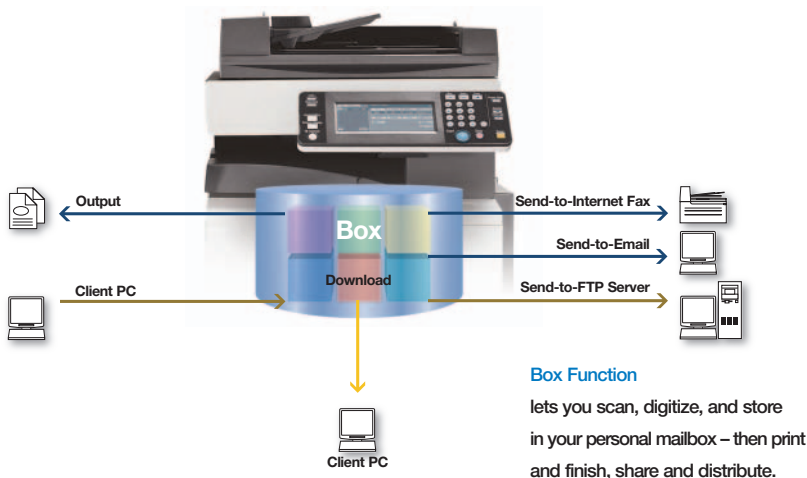 Output
Send-to-Internet Fax
Box
Send-to-Email
Download
Client PC
Send-to-FTP Server
Client PC
Box Function
lets you scan, digitize, and store
in your personal mailbox – then print
and finish, share and distribute.